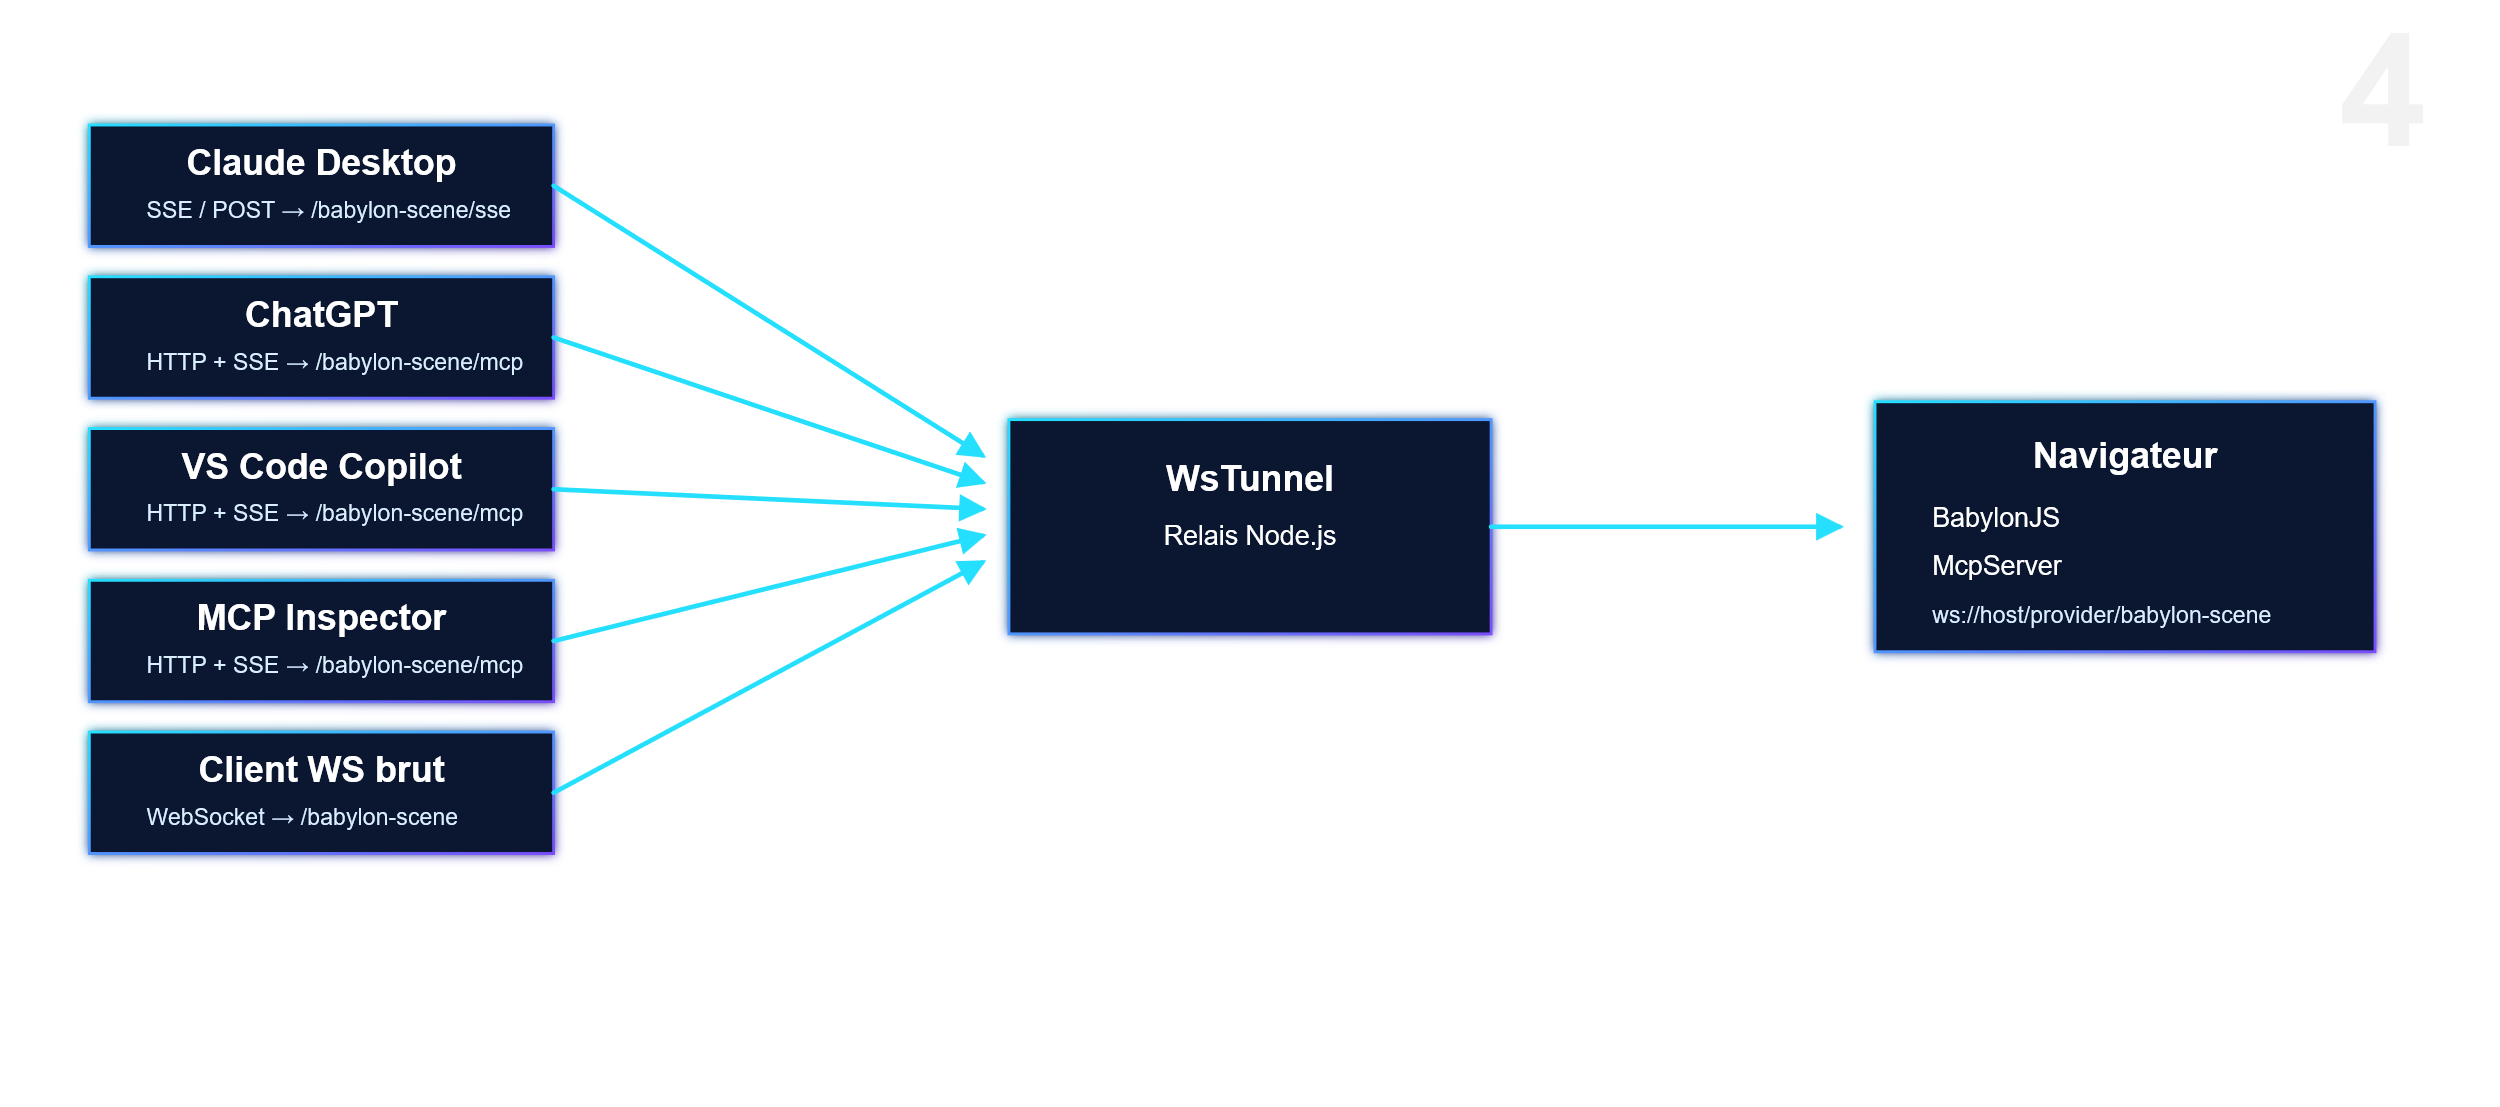 4
Claude Desktop
SSE / POST → /babylon-scene/sse
ChatGPT
HTTP + SSE → /babylon-scene/mcp
VS Code Copilot
HTTP + SSE → /babylon-scene/mcp
MCP Inspector
HTTP + SSE → /babylon-scene/mcp
Client WS brut
WebSocket → /babylon-scene
WsTunnel
Relais Node.js
Navigateur
BabylonJS
McpServer
ws://host/provider/babylon-scene